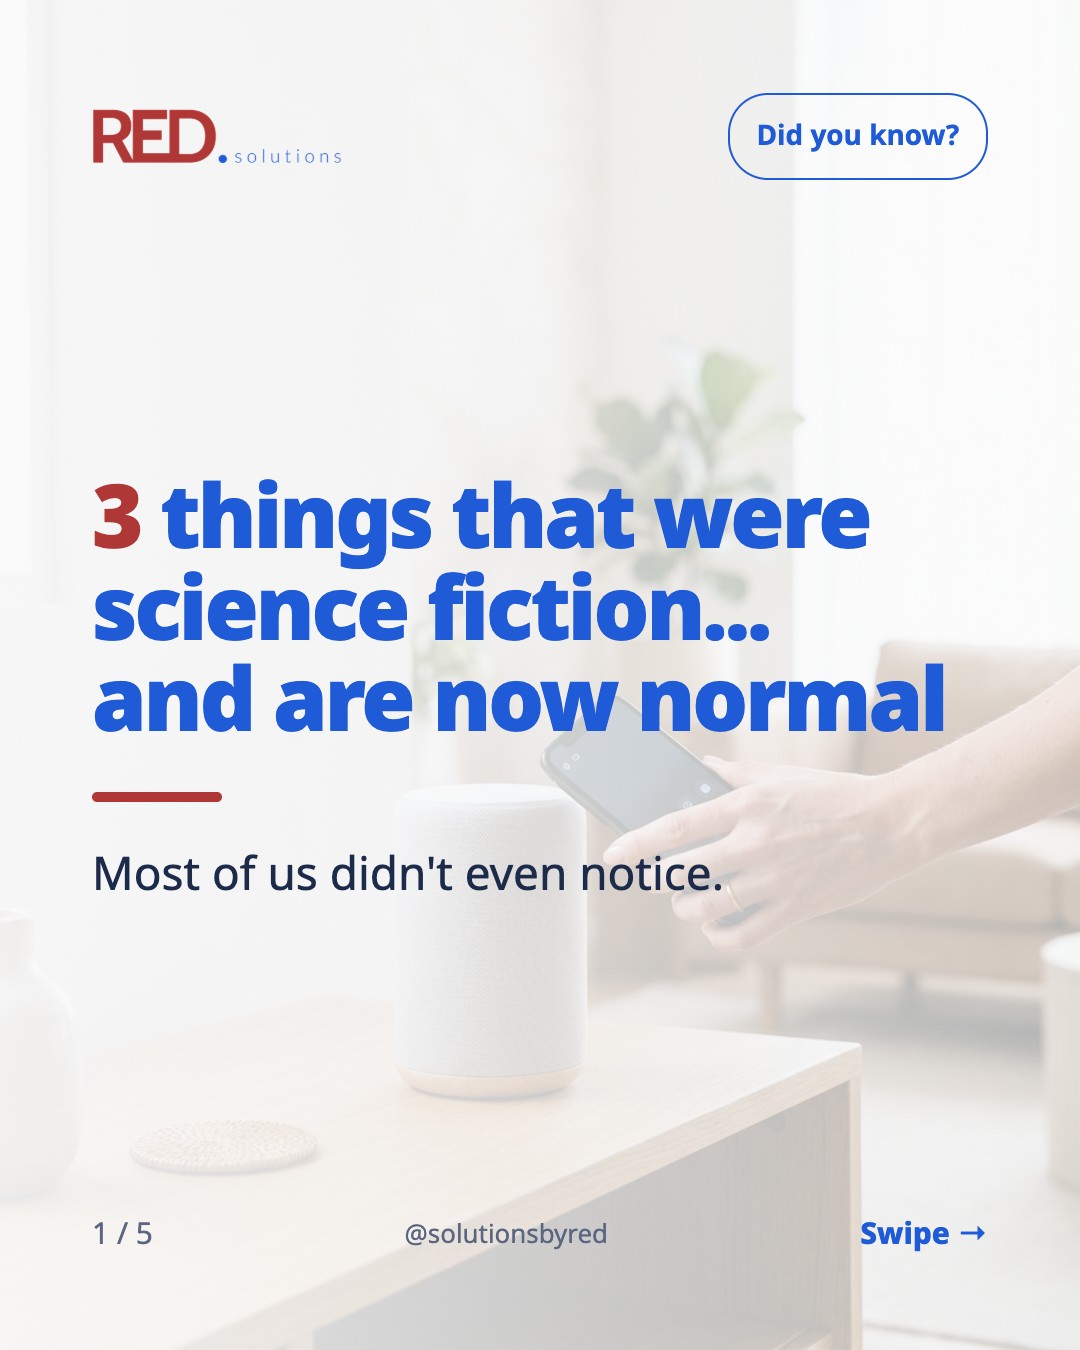 RED.solutions
Did you know?
3 things that were
science fiction...
and are now normal
Most of us didn't even notice.
1 / 5
@solutionsbyred
Swipe →